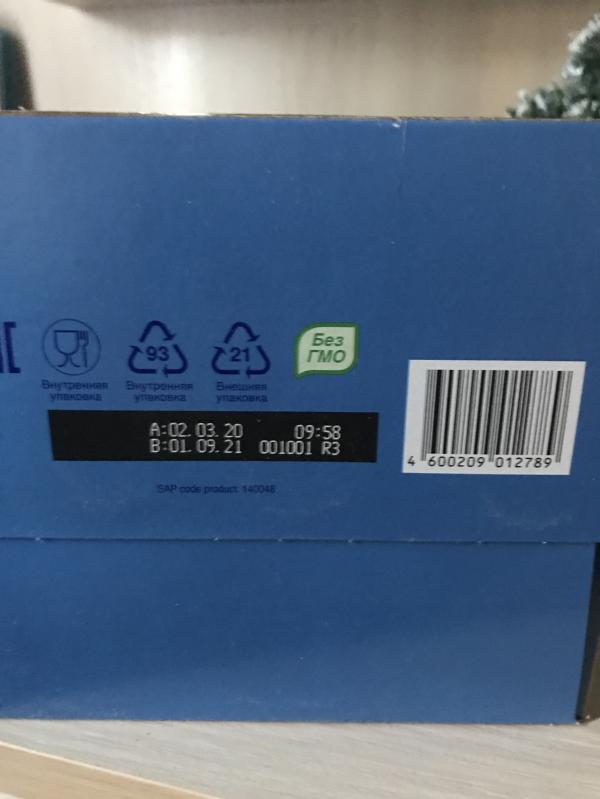 93
21
Без
ГМО
Внутренняя
упаковка
Внутренняя
упаковка
Внешняя
упаковка
A:02. 03. 20 09:58
B:01. 09. 21 001001 R3
4 600209 012789
SAP code product: 140048